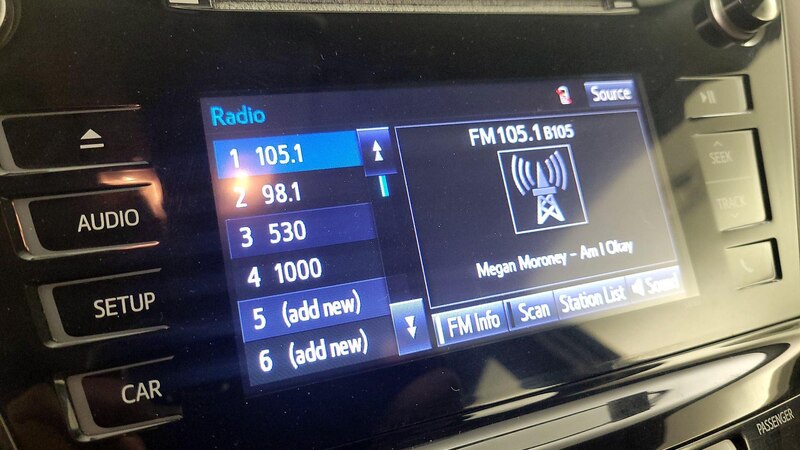 Radio
Source
1 105.1
2 98.1
3 530
4 1000
5 (add new)
6 (add new)
FM 105.1 B105
Megan Moroney - Am I Okay
FM Info
Scan
Station List
Sound
AUDIO
SETUP
CAR
SEEK
TRACK
PASSENGER